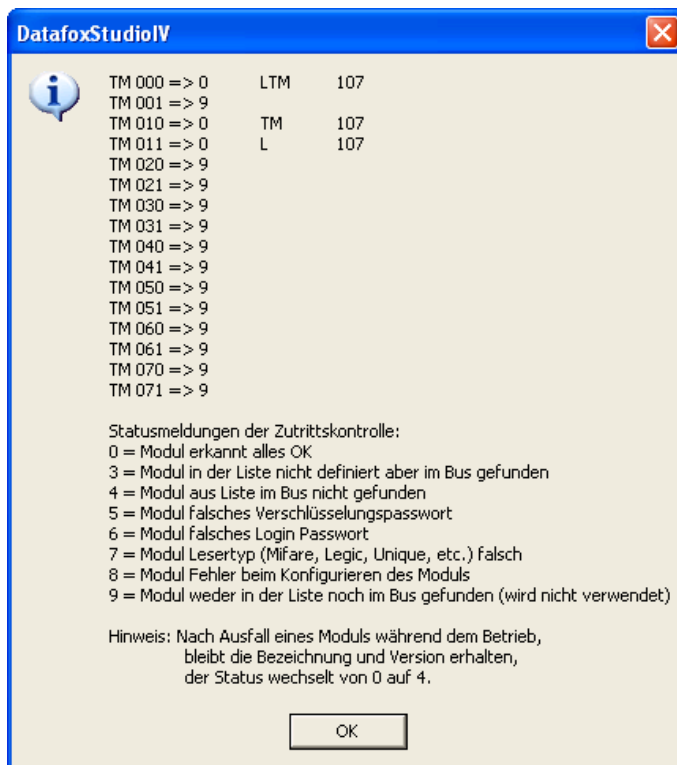 DatafoxStudioIV
TM 000 => 0 LTM 107
TM 001 => 9
TM 010 => 0 TM 107
TM 011 => 0 L 107
TM 020 => 9
TM 021 => 9
TM 030 => 9
TM 031 => 9
TM 040 => 9
TM 041 => 9
TM 050 => 9
TM 051 => 9
TM 060 => 9
TM 061 => 9
TM 070 => 9
TM 071 => 9
Statusmeldungen der Zutrittskontrolle:
0 = Modul erkannt alles OK
3 = Modul in der Liste nicht definiert aber im Bus gefunden
4 = Modul aus Liste im Bus nicht gefunden
5 = Modul falsches Verschlüsselungspasswort
6 = Modul falsches Login Passwort
7 = Modul Lesertyp (Mifare, Legic, Unique, etc.) falsch
8 = Modul Fehler beim Konfigurieren des Moduls
9 = Modul weder in der Liste noch im Bus gefunden (wird nicht verwendet)
Hinweis: Nach Ausfall eines Moduls während dem Betrieb,
bleibt die Bezeichnung und Version erhalten,
der Status wechselt von 0 auf 4.
OK